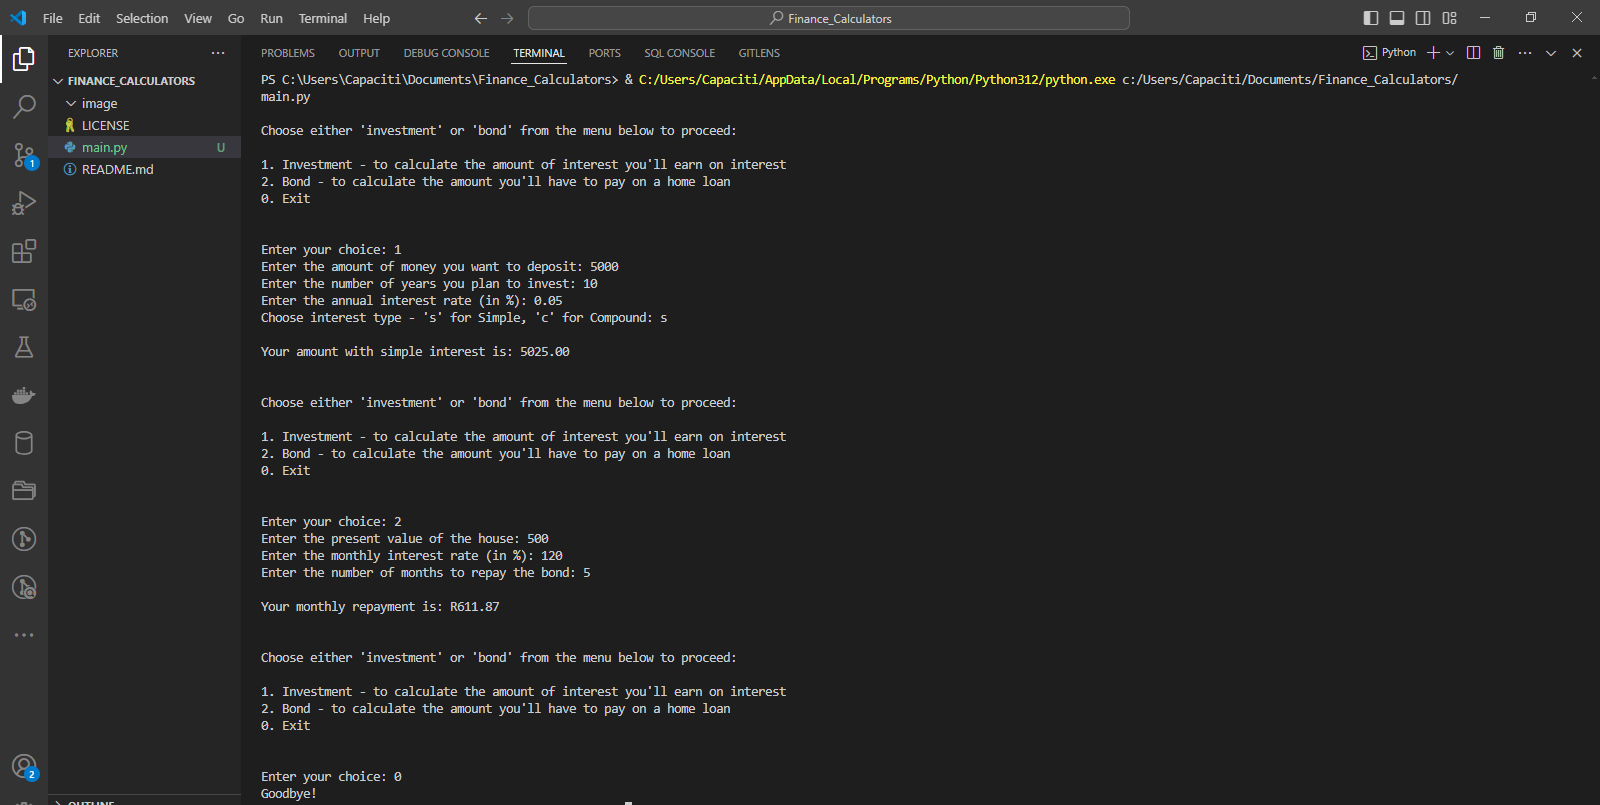 File Edit Selection View Go Run Terminal Help
Finance_Calculators
EXPLORER
FINANCE_CALCULATORS
image
LICENSE
main.py U
README.md
1
2
PROBLEMS OUTPUT DEBUG CONSOLE TERMINAL PORTS SQL CONSOLE GITLENS
Python
PS C:\Users\Capaciti\Documents\Finance_Calculators> & C:/Users/Capaciti/AppData/Local/Programs/Python/Python312/python.exe c:/Users/Capaciti/Documents/Finance_Calculators/
main.py
Choose either 'investment' or 'bond' from the menu below to proceed:
1. Investment - to calculate the amount of interest you'll earn on interest
2. Bond - to calculate the amount you'll have to pay on a home loan
0. Exit
Enter your choice: 1
Enter the amount of money you want to deposit: 5000
Enter the number of years you plan to invest: 10
Enter the annual interest rate (in %): 0.05
Choose interest type - 's' for Simple, 'c' for Compound: s
Your amount with simple interest is: 5025.00
Choose either 'investment' or 'bond' from the menu below to proceed:
1. Investment - to calculate the amount of interest you'll earn on interest
2. Bond - to calculate the amount you'll have to pay on a home loan
0. Exit
Enter your choice: 2
Enter the present value of the house: 500
Enter the monthly interest rate (in %): 120
Enter the number of months to repay the bond: 5
Your monthly repayment is: R611.87
Choose either 'investment' or 'bond' from the menu below to proceed:
1. Investment - to calculate the amount of interest you'll earn on interest
2. Bond - to calculate the amount you'll have to pay on a home loan
0. Exit
Enter your choice: 0
Goodbye!
OUTLINE